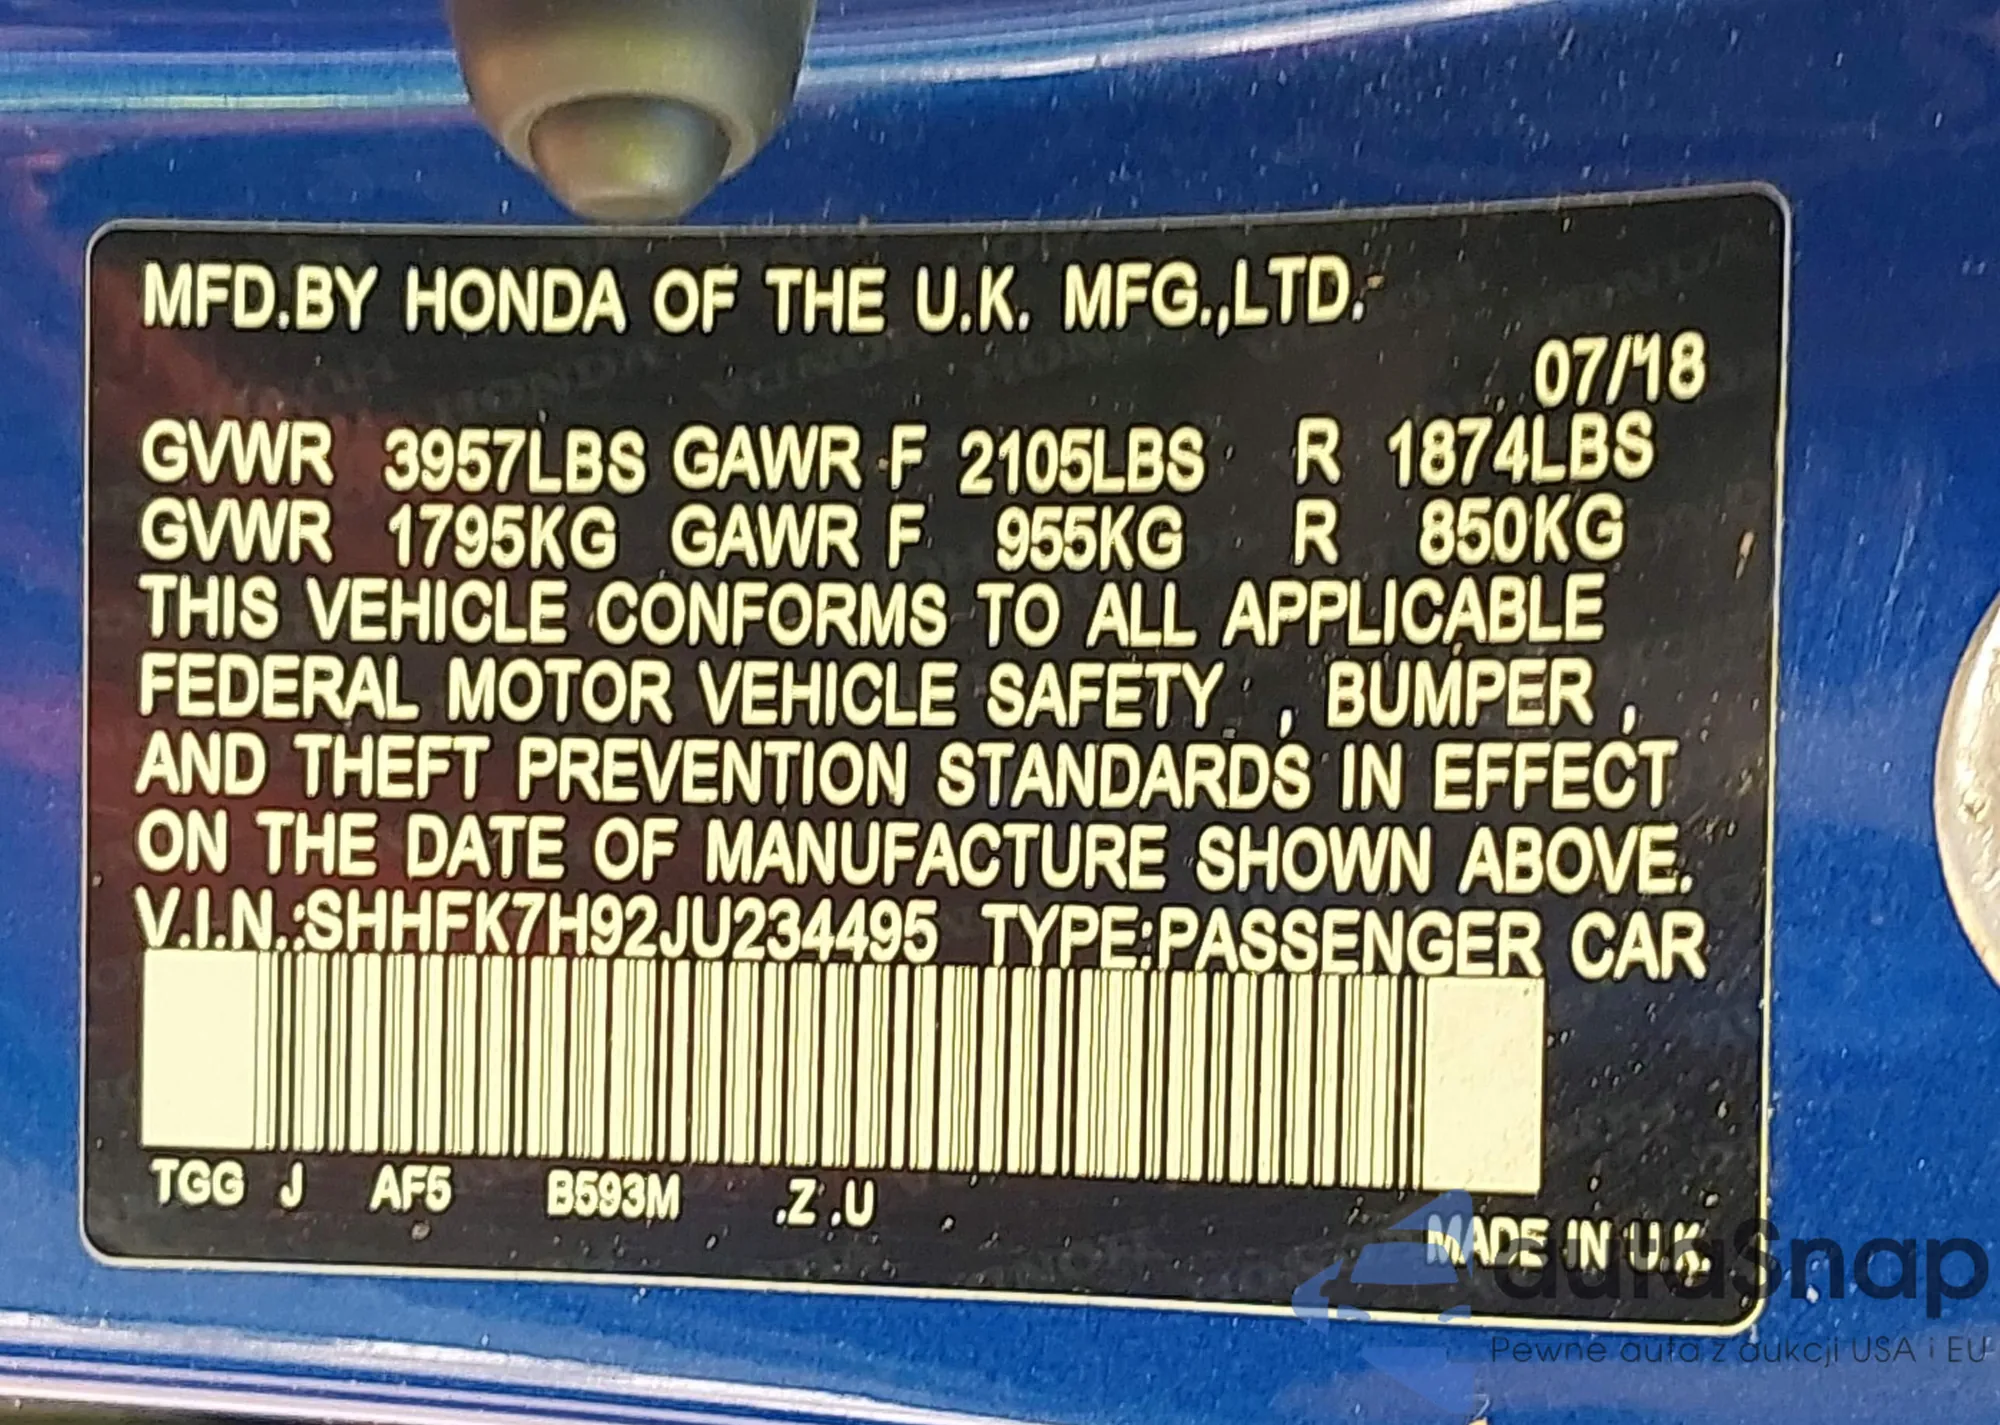 MFD.BY HONDA OF THE U.K. MFG.,LTD.
07/18
GVWR 3957LBS GAWR F 2105LBS R 1874LBS
GVWR 1795KG GAWR F 955KG R 850KG
THIS VEHICLE CONFORMS TO ALL APPLICABLE
FEDERAL MOTOR VEHICLE SAFETY , BUMPER ,
AND THEFT PREVENTION STANDARDS IN EFFECT
ON THE DATE OF MANUFACTURE SHOWN ABOVE.
V.I.N.:SHHFK7H92JU234495 TYPE:PASSENGER CAR
TGG J AF5 B593M .Z .U
MADE IN U.K.
autaSnap
Pewne auta z aukcji USA i EU